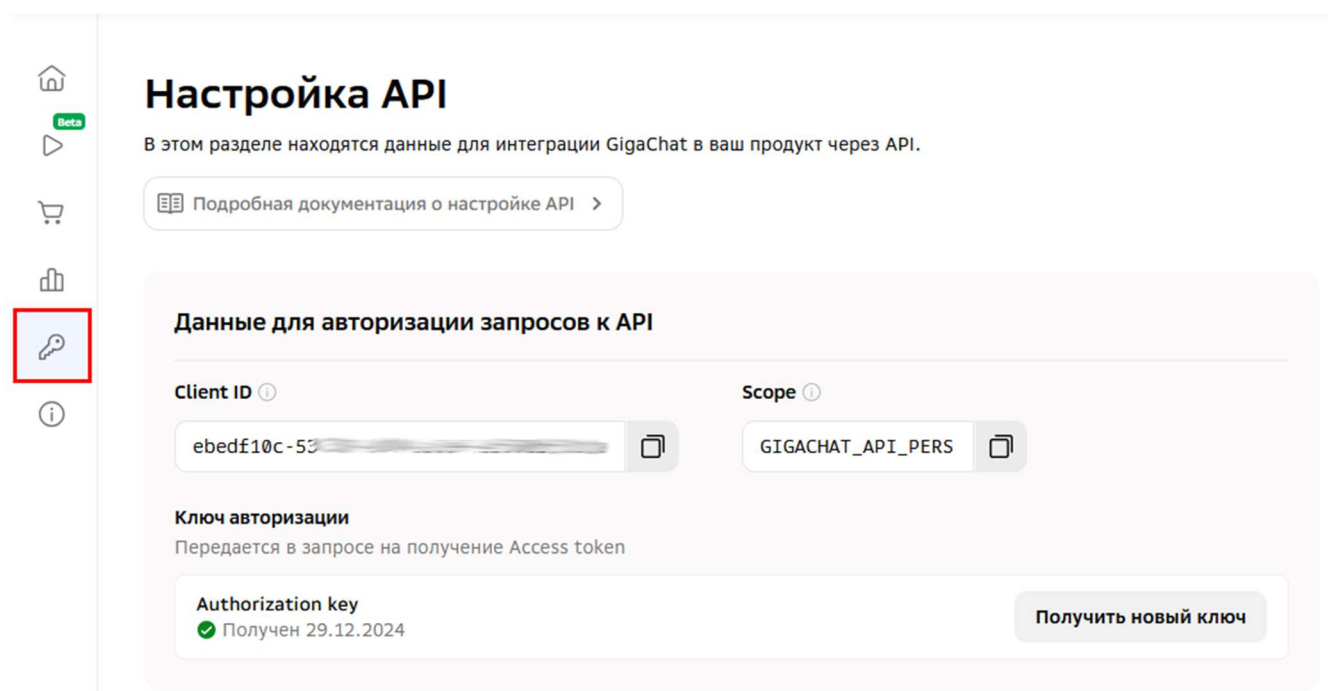 Beta
Настройка API
В этом разделе находятся данные для интеграции GigaChat в ваш продукт через API.
Подробная документация о настройке API
Данные для авторизации запросов к API
Client ID
Scope
ebedf10c-53
GIGACHAT_API_PERS
Ключ авторизации
Передается в запросе на получение Access token
Authorization key
Получен 29.12.2024
Получить новый ключ